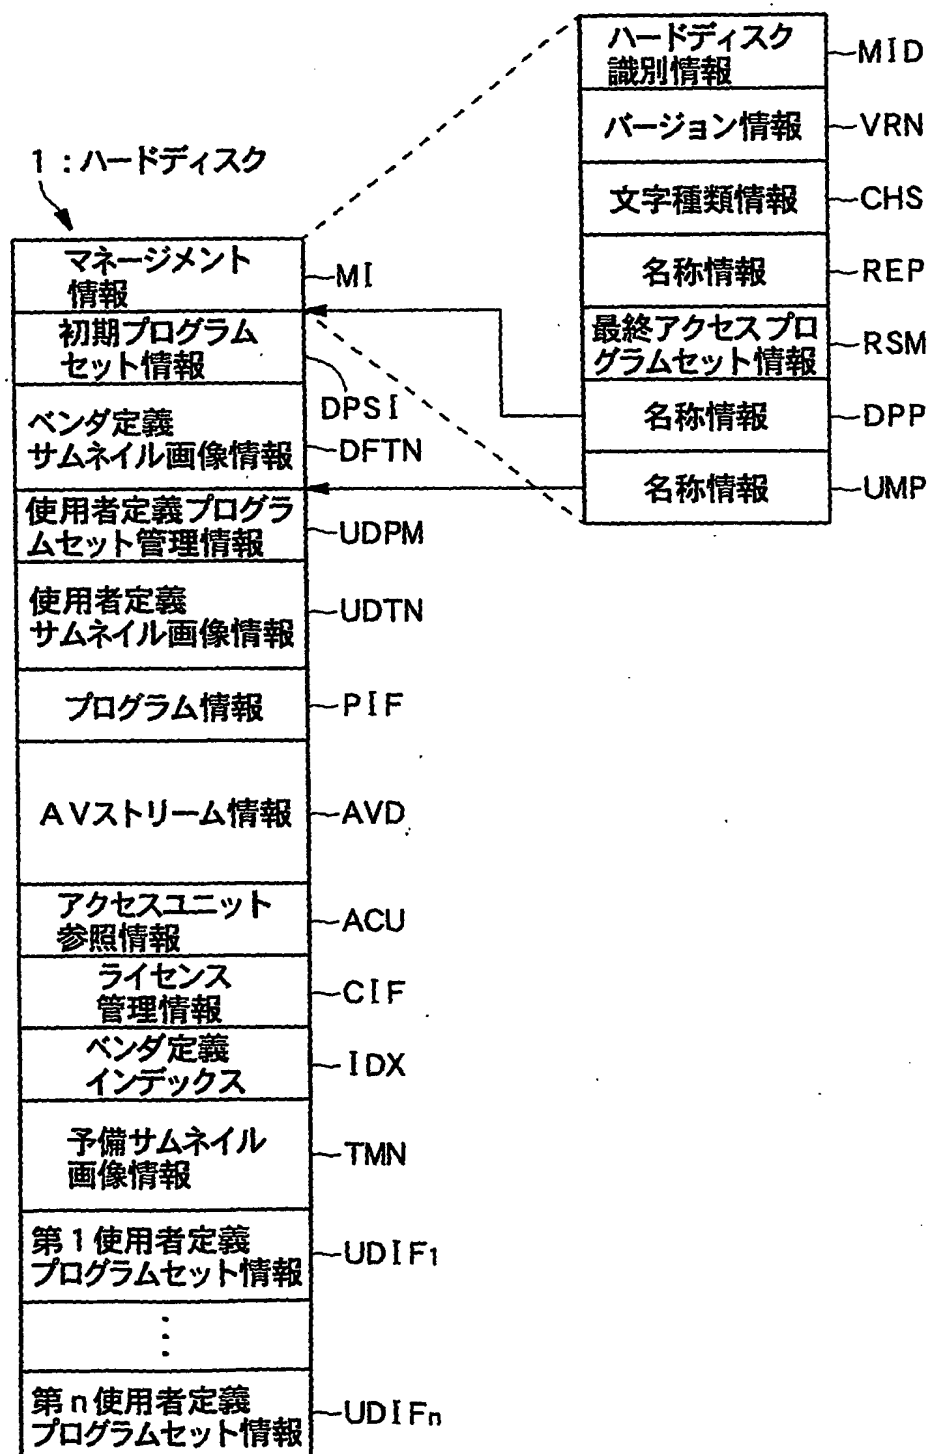 ハードディスク
識別情報
MID
バージョン情報
VRN
文字種類情報
CHS
名称情報
REP
最終アクセスプロ
グラムセット情報
RSM
名称情報
DPP
名称情報
UMP
1:ハードディスク
マネージメント
情報
MI
初期プログラム
セット情報
DPSI
ベンダ定義
サムネイル画像情報
DFTN
使用者定義プログラ
ムセット管理情報
UDPM
使用者定義
サムネイル画像情報
UDTN
プログラム情報
PIF
AVストリーム情報
AVD
アクセスユニット
参照情報
ACU
ライセンス
管理情報
CIF
ベンダ定義
インデックス
IDX
予備サムネイル
画像情報
TMN
第1使用者定義
プログラムセット情報
UDIF1
⋮
第n使用者定義
プログラムセット情報
UDIFn